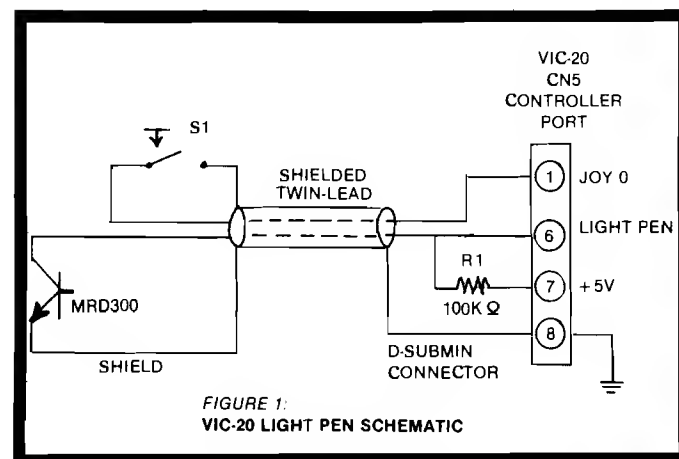 VIC-20
CN5
CONTROLLER
PORT
S1
SHIELDED
TWIN-LEAD
1
JOY 0
6
LIGHT PEN
R1
7
+5V
100K Ω
MRD300
8
SHIELD
D-SUBMIN
CONNECTOR
FIGURE 1:
VIC-20 LIGHT PEN SCHEMATIC